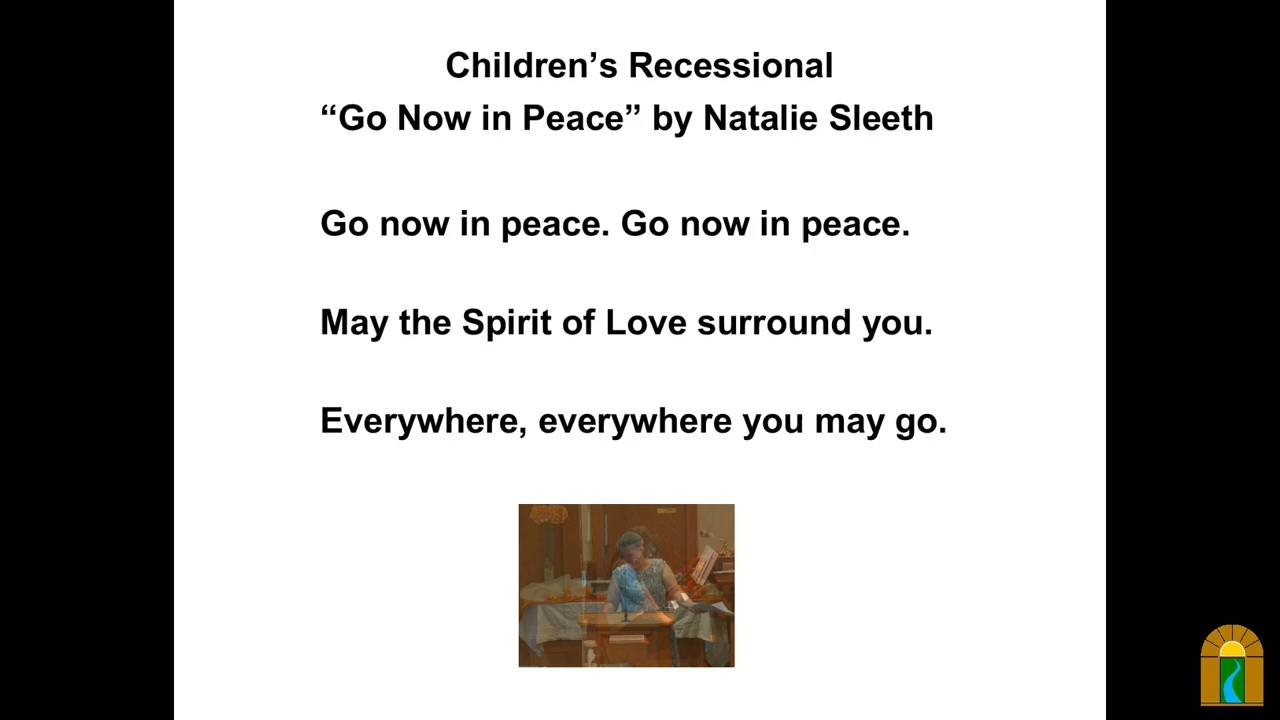 Children’s Recessional
“Go Now in Peace” by Natalie Sleeth
Go now in peace. Go now in peace.
May the Spirit of Love surround you.
Everywhere, everywhere you may go.